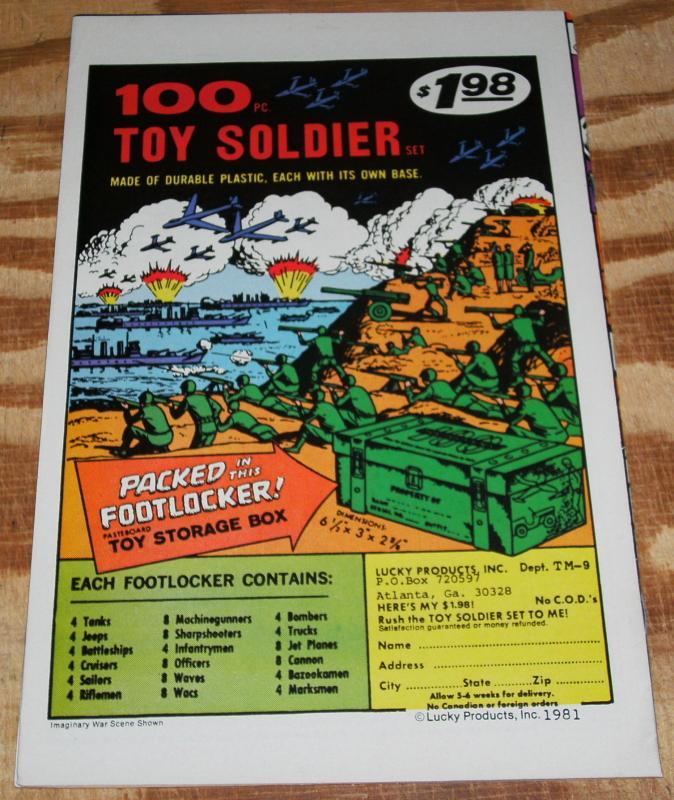 100 PC.
$1.98
TOY SOLDIER SET
MADE OF DURABLE PLASTIC, EACH WITH ITS OWN BASE.
PACKED IN THIS
FOOTLOCKER!
PASTEBOARD
TOY STORAGE BOX
DIMENSIONS:
6 1/2" x 3" x 2 3/8"
PROPERTY OF
EACH FOOTLOCKER CONTAINS:
4 Tanks
4 Jeeps
4 Battleships
4 Cruisers
4 Sailors
4 Riflemen
8 Machinegunners
8 Sharpshooters
4 Infantrymen
8 Officers
8 Waves
8 Wacs
4 Bombers
4 Trucks
8 Jet Planes
8 Cannon
4 Bazookamen
4 Marksmen
LUCKY PRODUCTS, INC. Dept. TM-9
P.O.Box 720597
Atlanta, Ga. 30328
HERE'S MY $1.98! No C.O.D.'s
Rush the TOY SOLDIER SET TO ME!
Satisfaction guaranteed or money refunded.
Name
Address
City State Zip
Allow 5-6 weeks for delivery.
No Canadian or foreign orders
Imaginary War Scene Shown
©Lucky Products, Inc. 1981